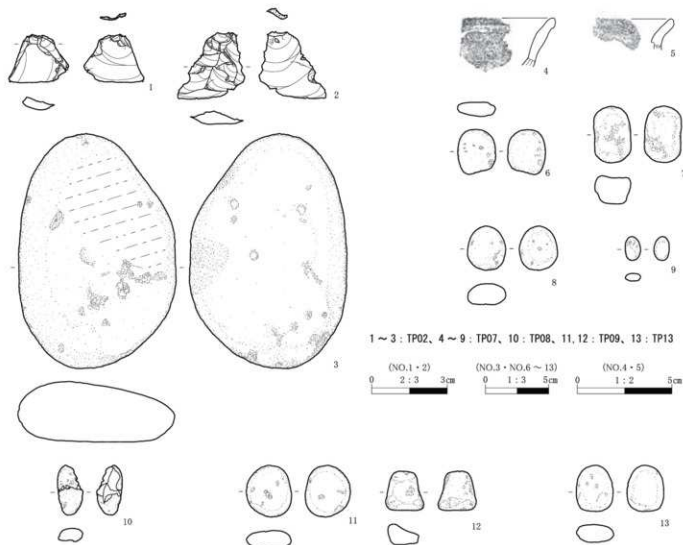 1
2
3
4
5
6
8
9
1 ～ 3 : TP02、4 ～ 9 : TP07、10 : TP08、11, 12 : TP09、13 : TP13
(NO.1・2)
0 2 : 3 3cm
(NO.3・NO.6 ～ 13)
0 1 : 3 5cm
(NO.4・5)
0 1 : 2 5cm
10
11
12
13